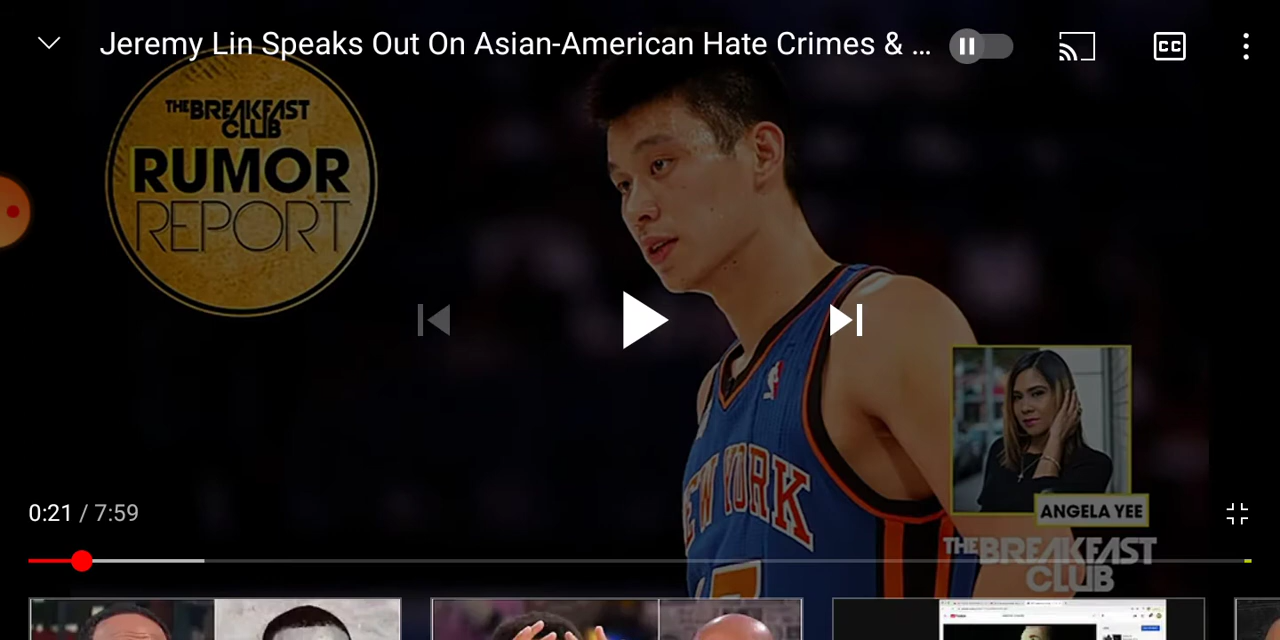 Jeremy Lin Speaks Out On Asian-American Hate Crimes & ...
CC
THE BREAKFAST
CLUB
RUMOR
REPORT
NEW YORK
0:21 / 7:59
ANGELA YEE
THE BREAKFAST
CLUB